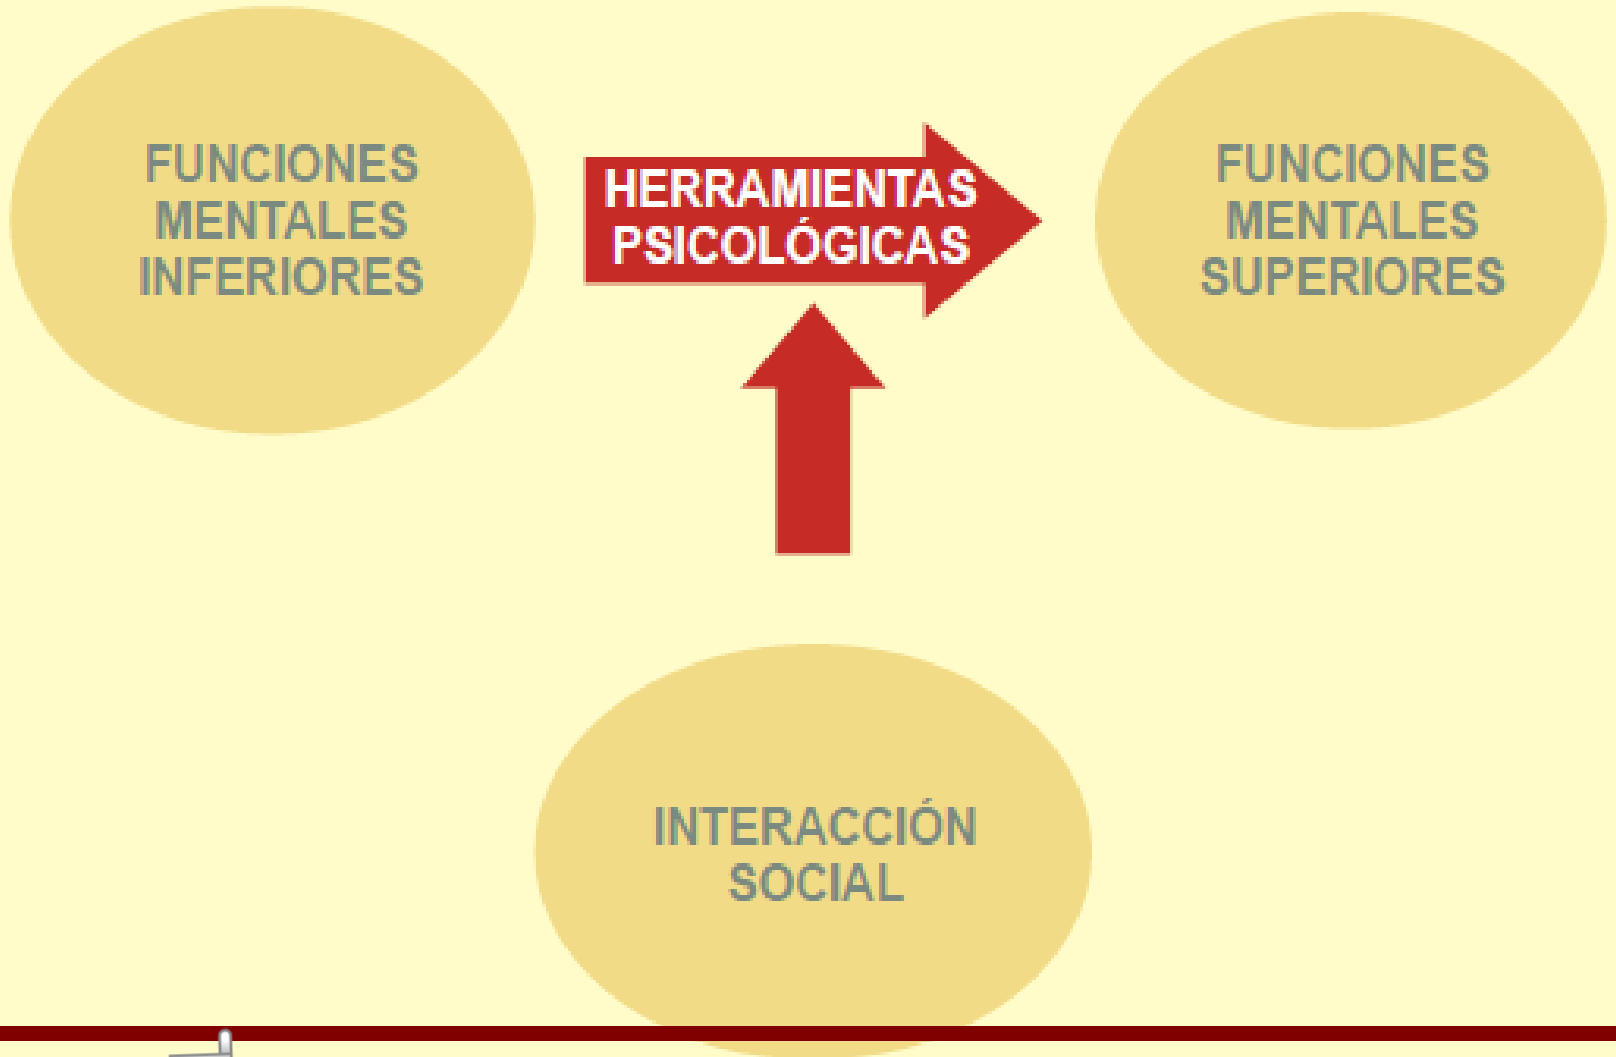 FUNCIONES
MENTALES
INFERIORES
HERRAMIENTAS
PSICOLÓGICAS
FUNCIONES
MENTALES
SUPERIORES
INTERACCIÓN
SOCIAL